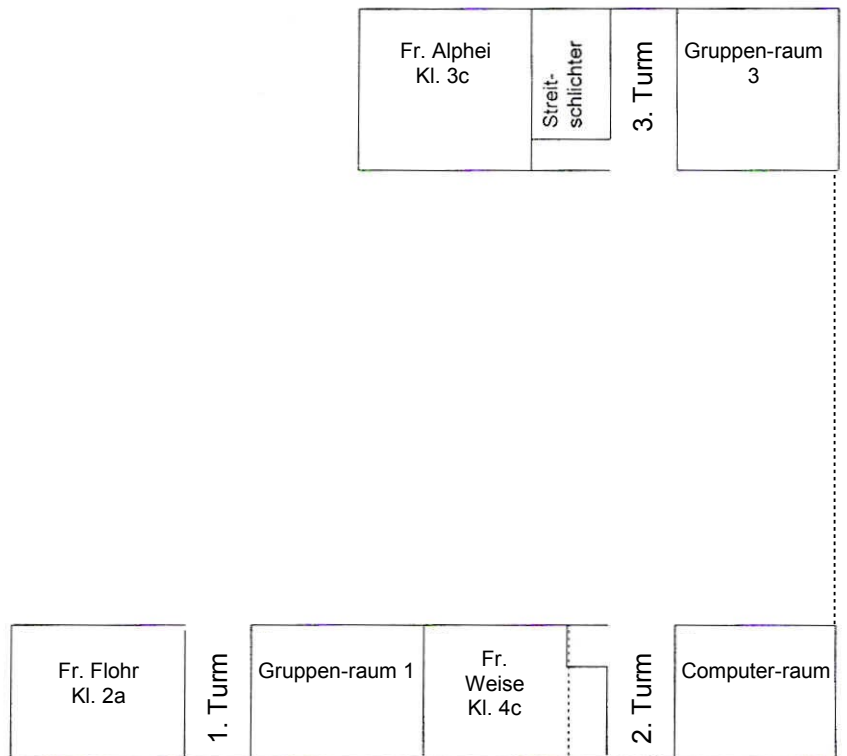 Fr. Alphei
Kl. 3c
Streit-
schlichter
3. Turm
Gruppen-raum
3
Fr. Flohr
Kl. 2a
1. Turm
Gruppen-raum 1
Fr.
Weise
Kl. 4c
2. Turm
Computer-raum